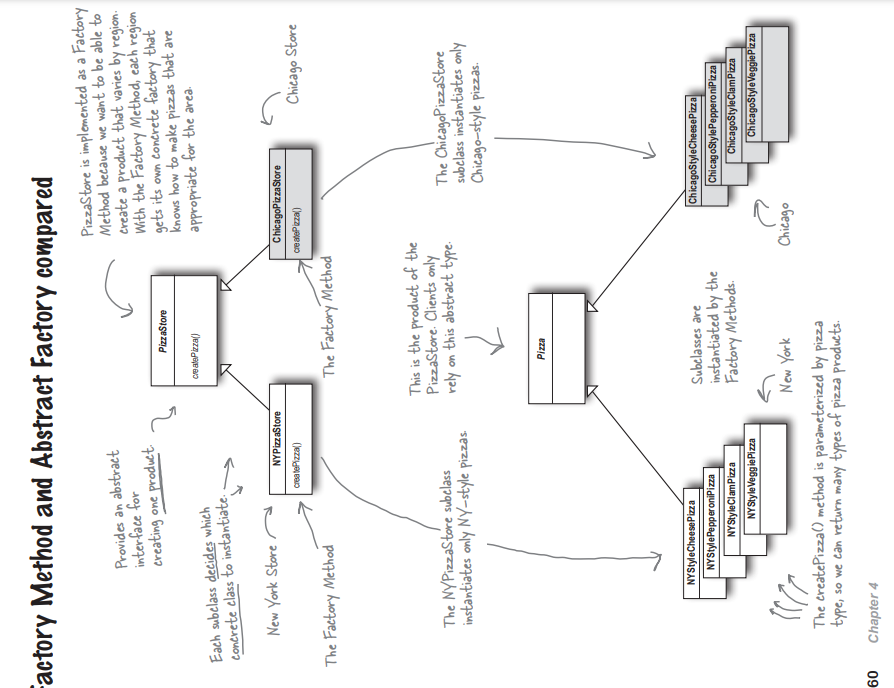 Factory Method and Abstract Factory compared
PizzaStore is implemented as a Factory
Method because we want to be able to
create a product that varies by region.
With the Factory Method, each region
gets its own concrete factory that
knows how to make pizzas that are
appropriate for the area.
Provides an abstract
interface for
creating one product.
PizzaStore
createPizza()
Each subclass decides which
concrete class to instantiate.
New York Store
NYPizzaStore
createPizza()
ChicagoPizzaStore
createPizza()
Chicago Store
The Factory Method
The Factory Method
The NYPizzaStore subclass
instantiates only NY-style pizzas.
This is the product of the
PizzaStore. Clients only
rely on this abstract type.
The ChicagoPizzaStore
subclass instantiates only
Chicago-style pizzas.
Pizza
NYStyleCheesePizza
NYStylePepperoniPizza
NYStyleClamPizza
NYStyleVeggiePizza
Subclasses are
instantiated by the
Factory Methods.
ChicagoStyleCheesePizza
ChicagoStylePepperoniPizza
ChicagoStyleClamPizza
ChicagoStyleVeggiePizza
New York
Chicago
The createPizza() method is parameterized by pizza
type, so we can return many types of pizza products.
60
Chapter 4